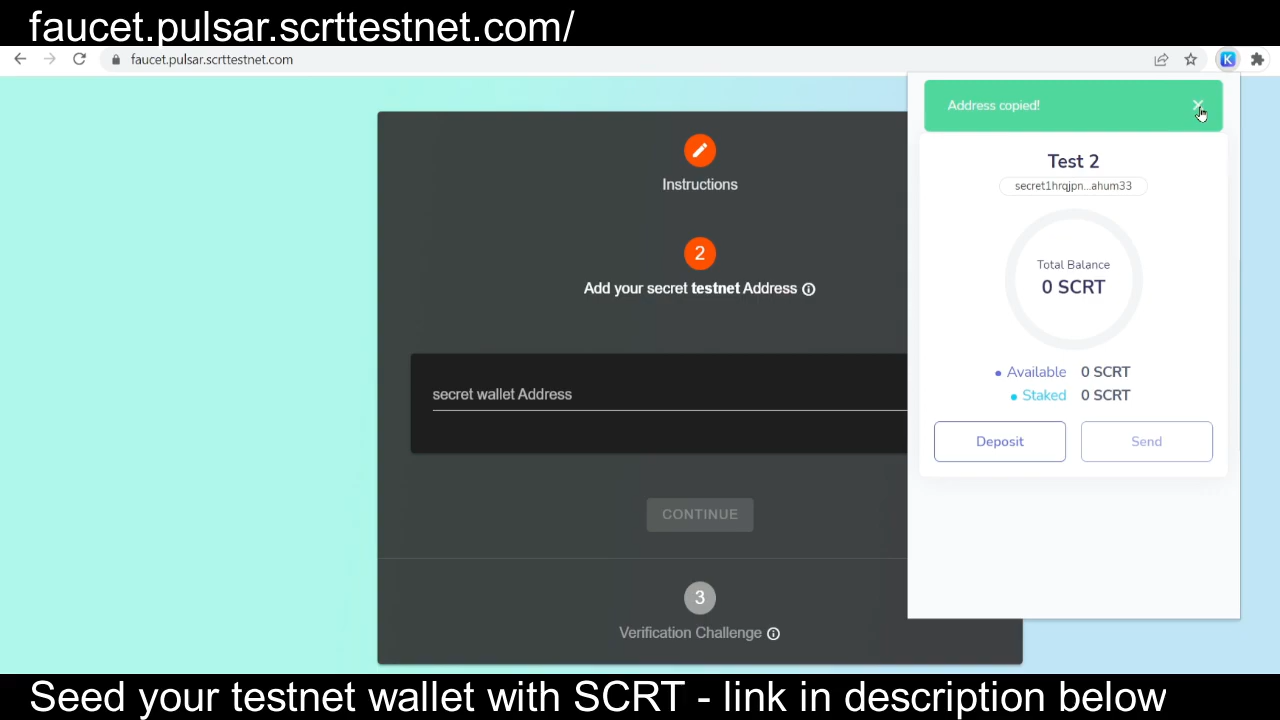 faucet.pulsar.scrttestnet.com/
faucet.pulsar.scrttestnet.com
K
Address copied!
Instructions
Test 2
secret1hrqjpn...ahum33
2
Add your secret testnet Address
Total Balance
0 SCRT
Available 0 SCRT
Staked 0 SCRT
secret wallet Address
Deposit Send
CONTINUE
3
Verification Challenge
Seed your testnet wallet with SCRT - link in description below